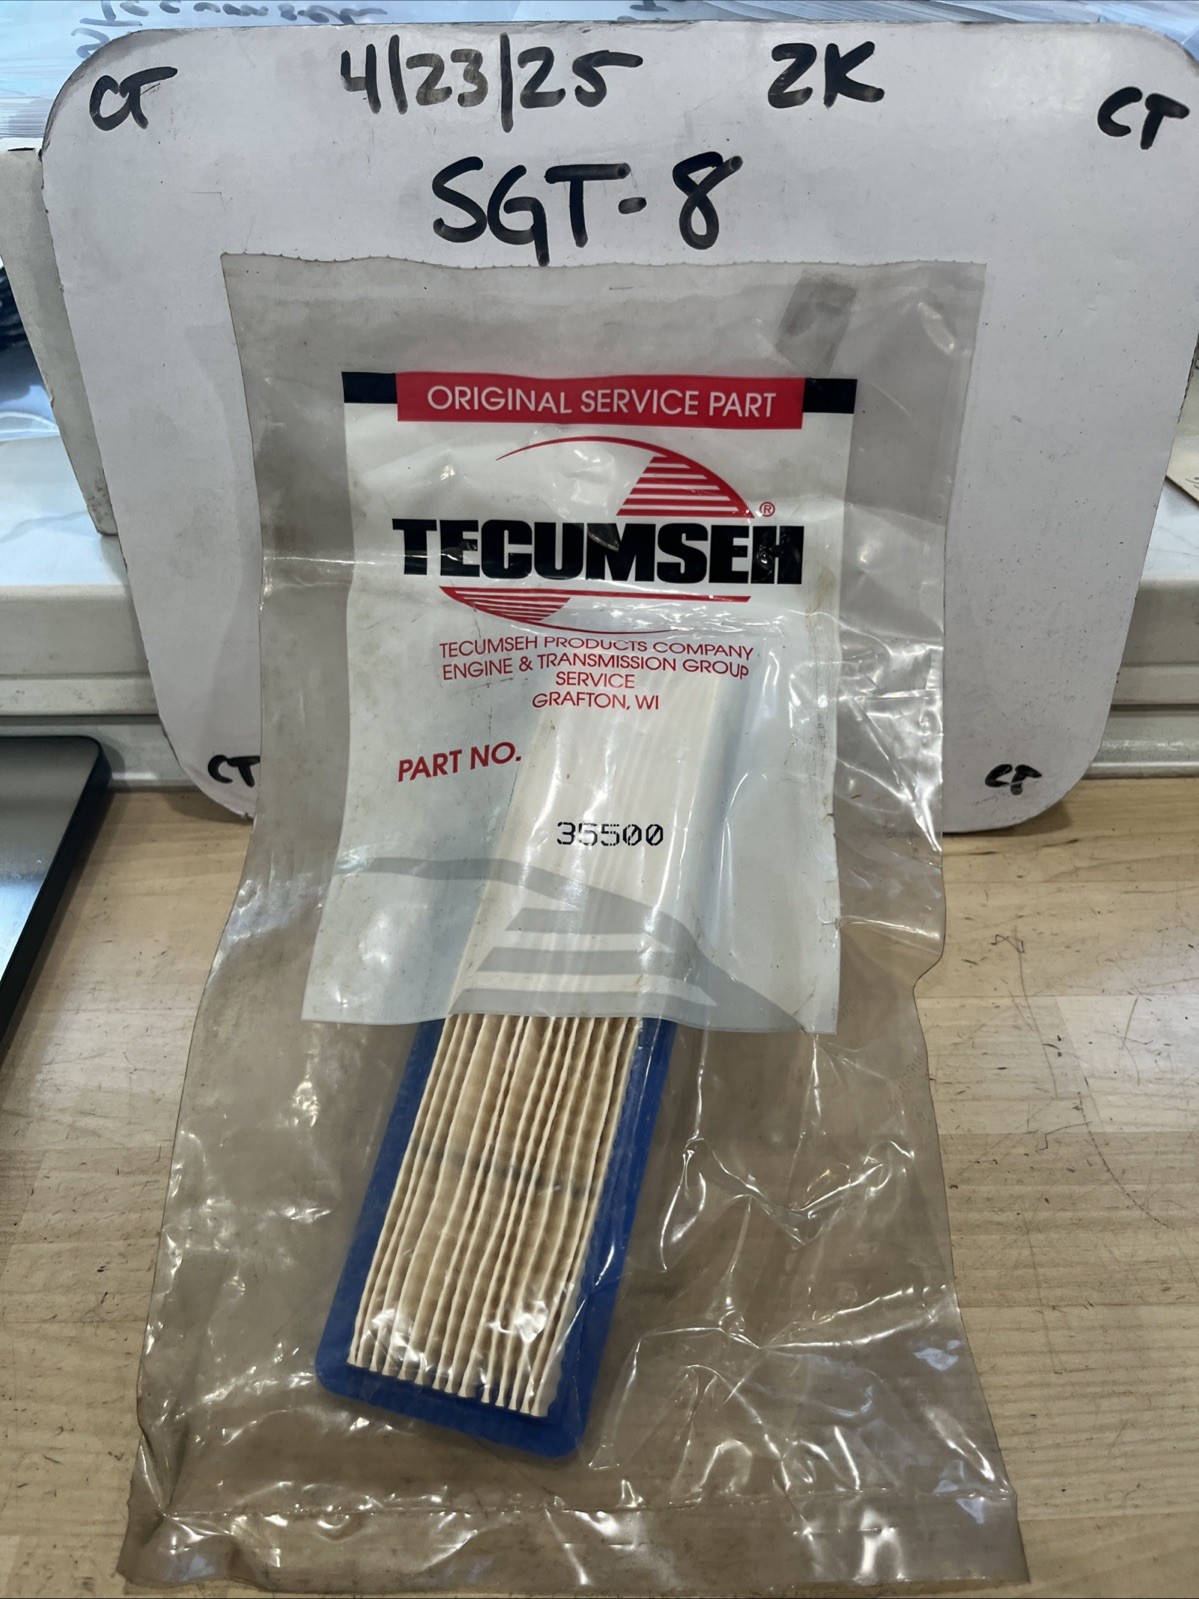 CT 4/23/25 ZK CT
SGT-8
ORIGINAL SERVICE PART
TECUMSEH®
TECUMSEH PRODUCTS COMPANY
ENGINE & TRANSMISSION GROUP
SERVICE
GRAFTON, WI
PART NO.
CT CT
35500